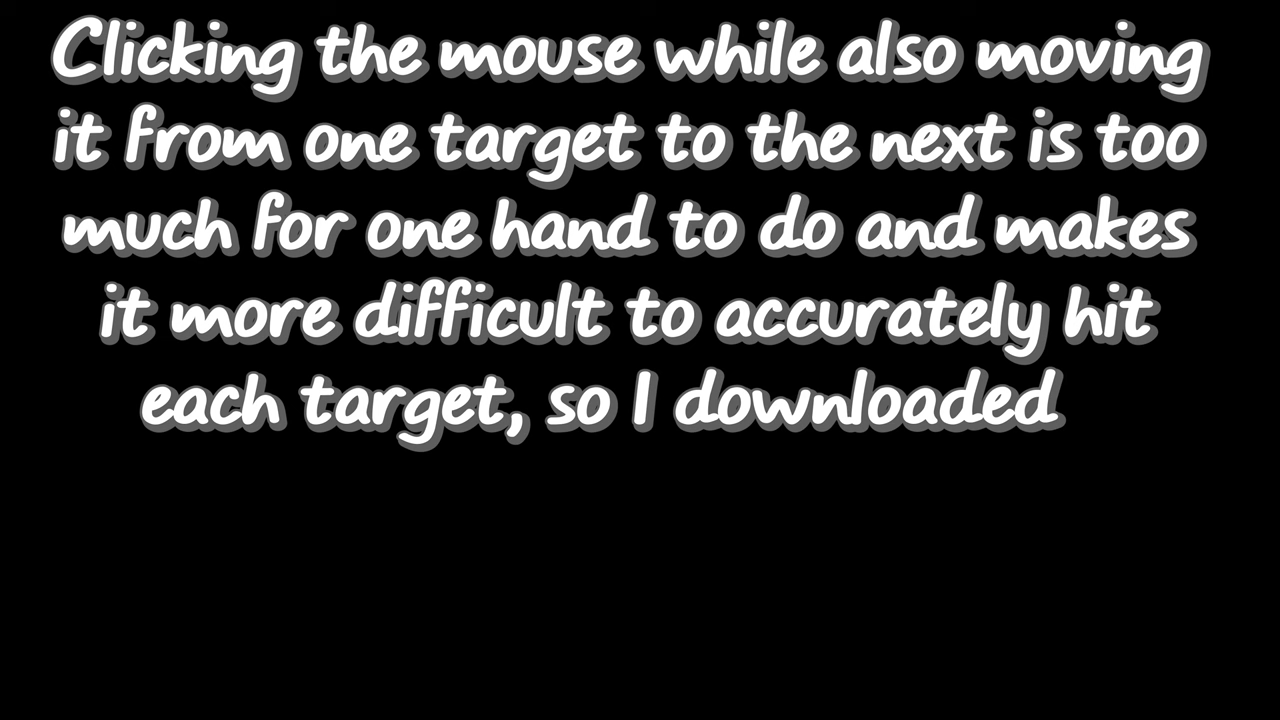 Clicking the mouse while also moving
it from one target to the next is too
much for one hand to do and makes
it more difficult to accurately hit
each target, so I downloaded